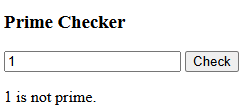 Prime Checker
1 Check
1 is not prime.